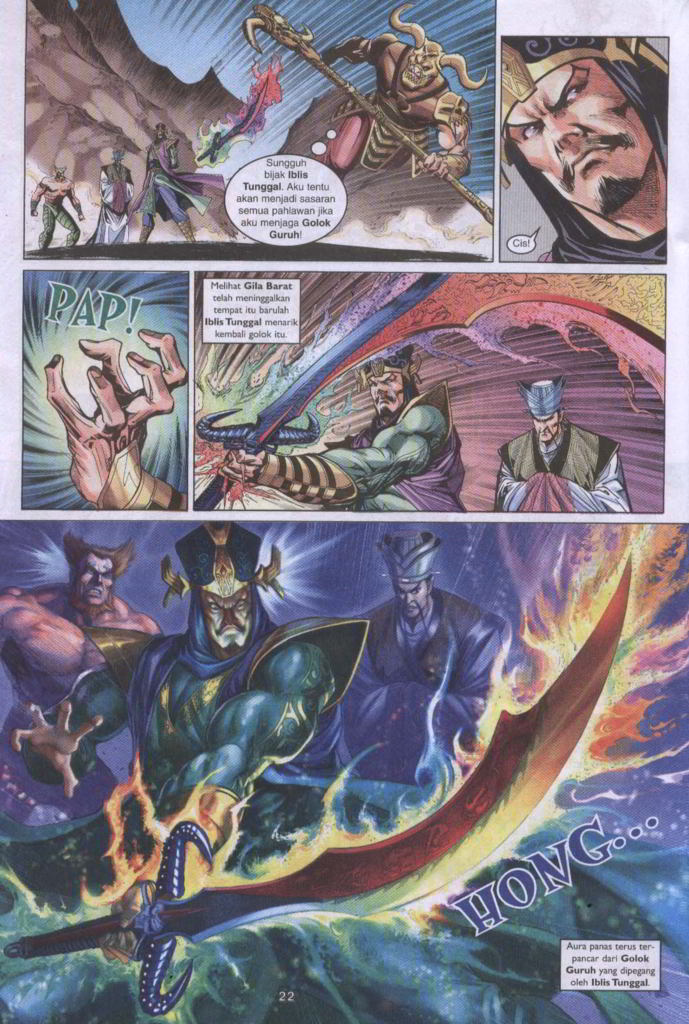 Sungguh
bijak Iblis
Tunggal. Aku tentu
akan menjadi sasaran
semua pahlawan jika
aku menjaga Golok
Guruh!
Cis!
PAP!
Melihat Gila Barat
telah meninggalkan
tempat itu barulah
Iblis Tunggal menarik
kembali golok itu.
HONG...
Aura panas terus ter-
pancar dari Golok
Guruh yang dipegang
oleh Iblis Tunggal.
22